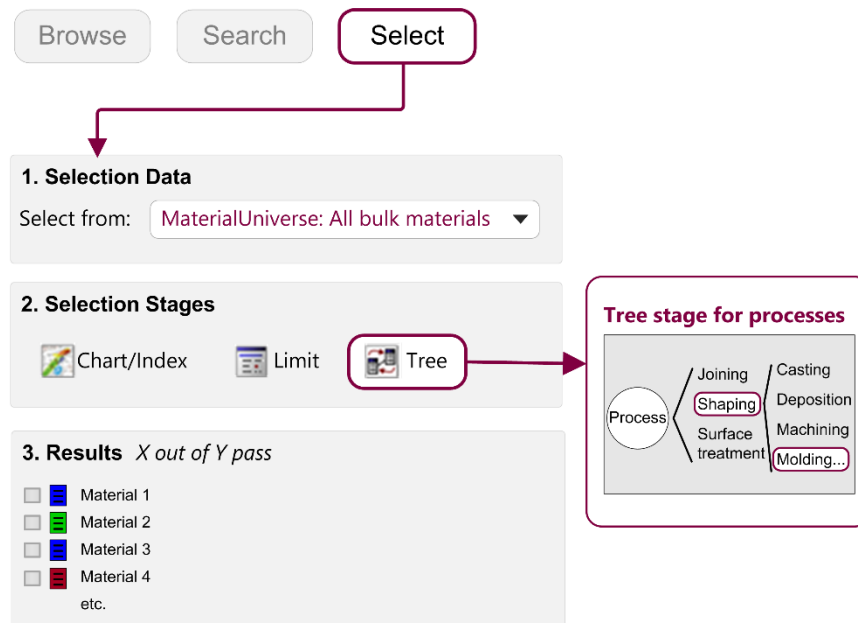 Browse
Search
Select
1. Selection Data
Select from:
MaterialUniverse: All bulk materials
2. Selection Stages
Chart/Index
Limit
Tree
Tree stage for processes
Process
Joining
Shaping
Surface
treatment
Casting
Deposition
Machining
Molding...
3. Results X out of Y pass
Material 1
Material 2
Material 3
Material 4
etc.